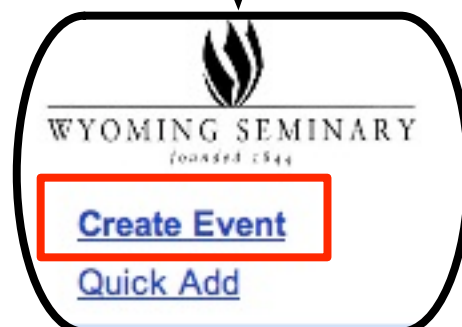 WYOMING SEMINARY
founded 1844
Create Event
Quick Add